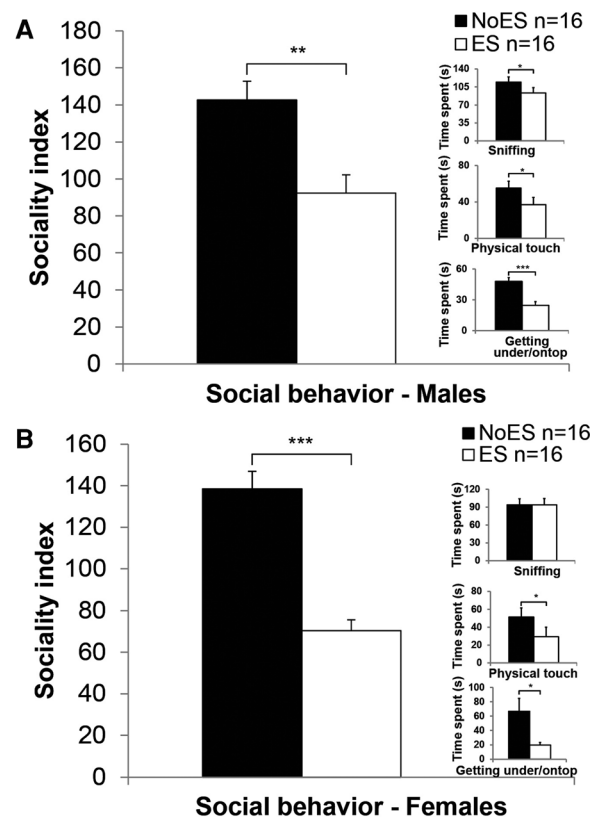 A
NoES n=16
ES n=16
Sociality index
180
160
140
120
100
80
60
40
20
0
**
Social behavior - Males
Time spent (s)
140
105
70
35
0
*
Sniffing
Time spent (s)
80
40
0
*
Physical touch
Time spent (s)
60
30
0
***
Getting
under/ontop
B
NoES n=16
ES n=16
Sociality index
160
140
120
100
80
60
40
20
0
***
Social behavior - Females
Time spent (s)
120
90
60
30
0
Sniffing
Time spent (s)
80
60
40
20
0
*
Physical touch
Time spent (s)
100
80
60
40
20
0
*
Getting under/ontop